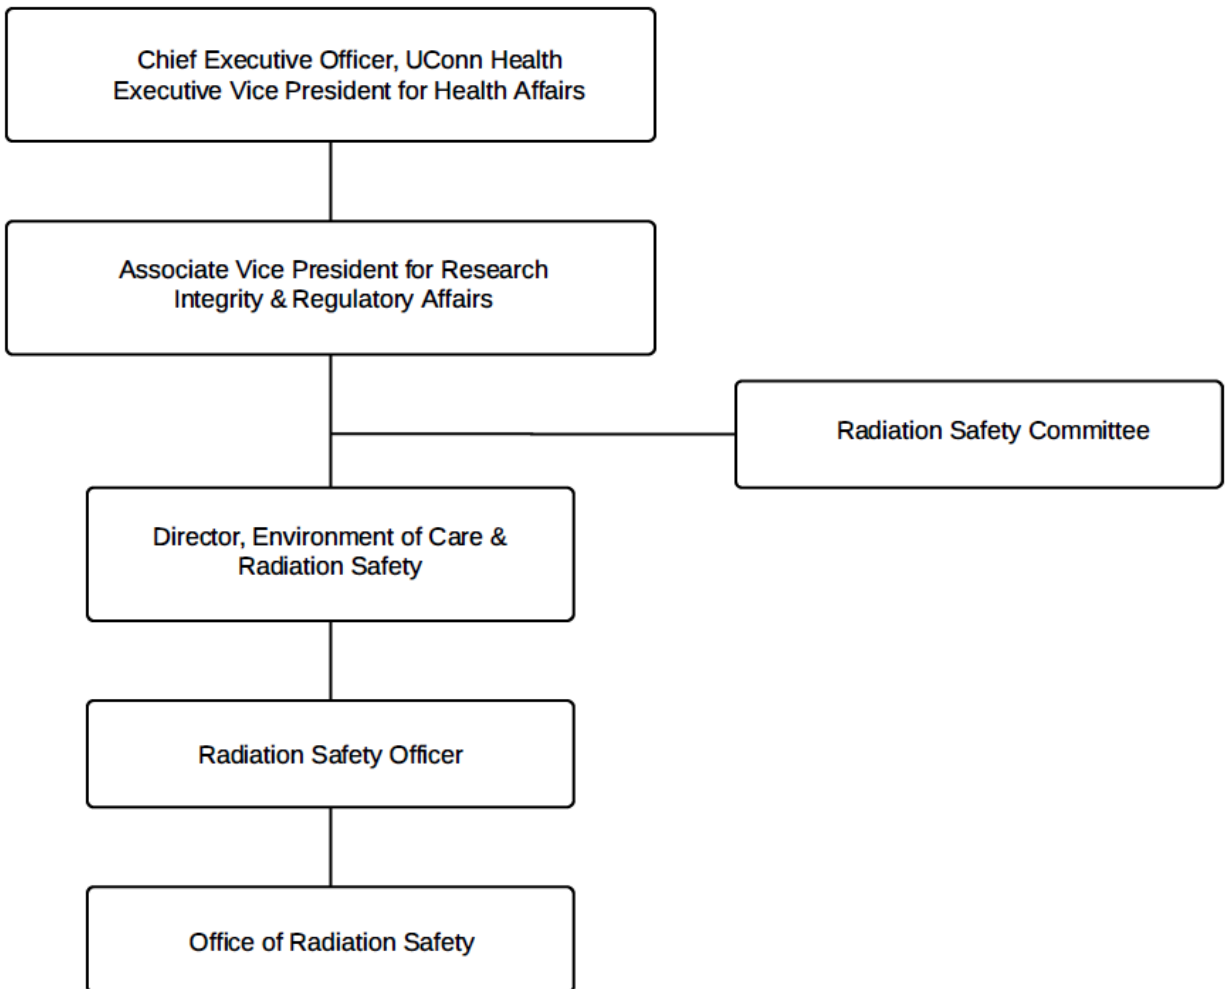 Chief Executive Officer, UConn Health
Executive Vice President for Health Affairs
Associate Vice President for Research
Integrity & Regulatory Affairs
Radiation Safety Committee
Director, Environment of Care &
Radiation Safety
Radiation Safety Officer
Office of Radiation Safety